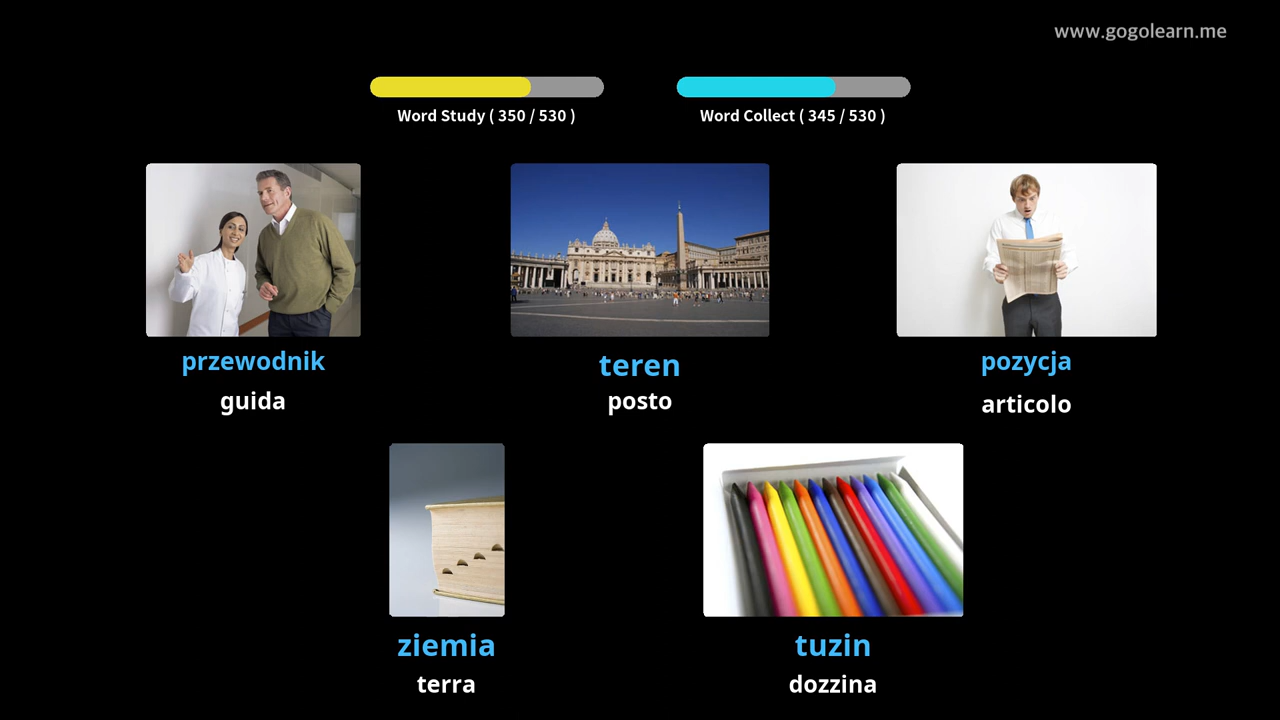 www.gogolearn.me
Word Study ( 350 / 530 )
Word Collect ( 345 / 530 )
przewodnik
guida
teren
posto
pozycja
articolo
ziemia
terra
tuzin
dozzina